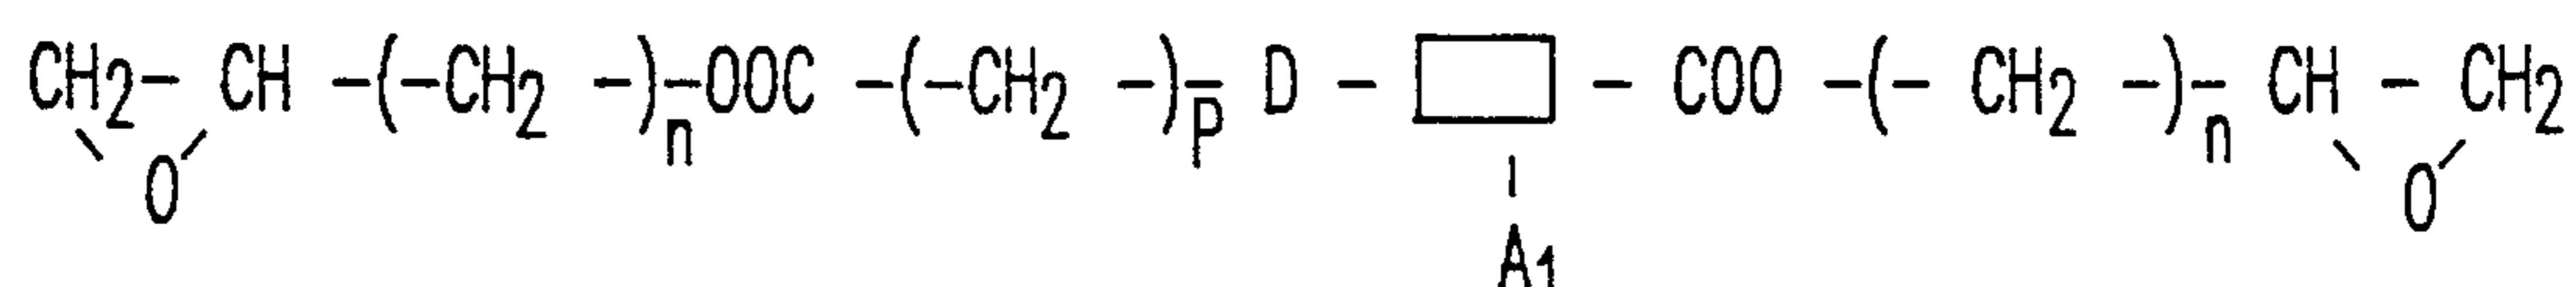 CH2- CH -(-CH2 -)-n OOC -(-CH2 -)-P D - - COO -(- CH2 -)-n CH - CH2
O O
A1